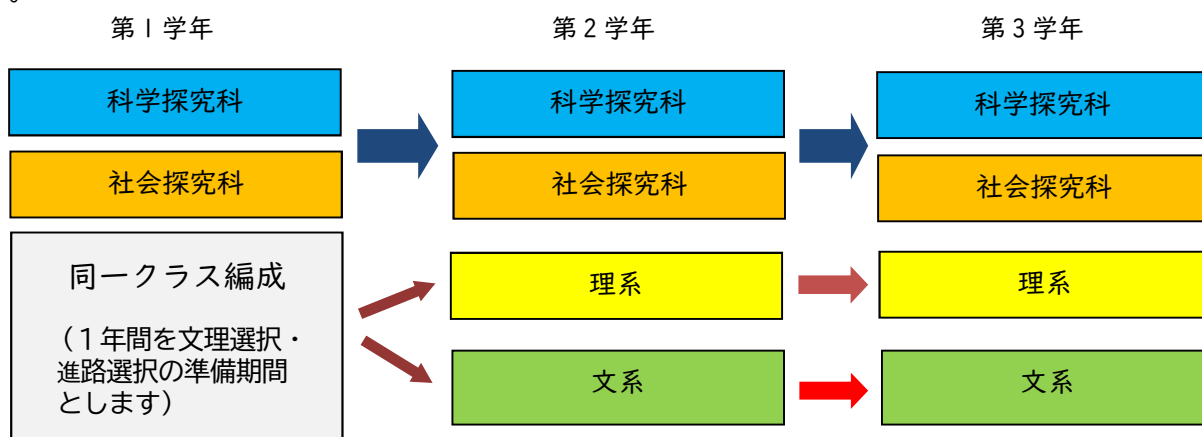 。
第1学年 第2学年 第3学年
科学探究科 科学探究科 科学探究科
社会探究科 社会探究科 社会探究科
同一クラス編成
(1年間を文理選択・
進路選択の準備期間
とします)
理系 理系
文系 文系